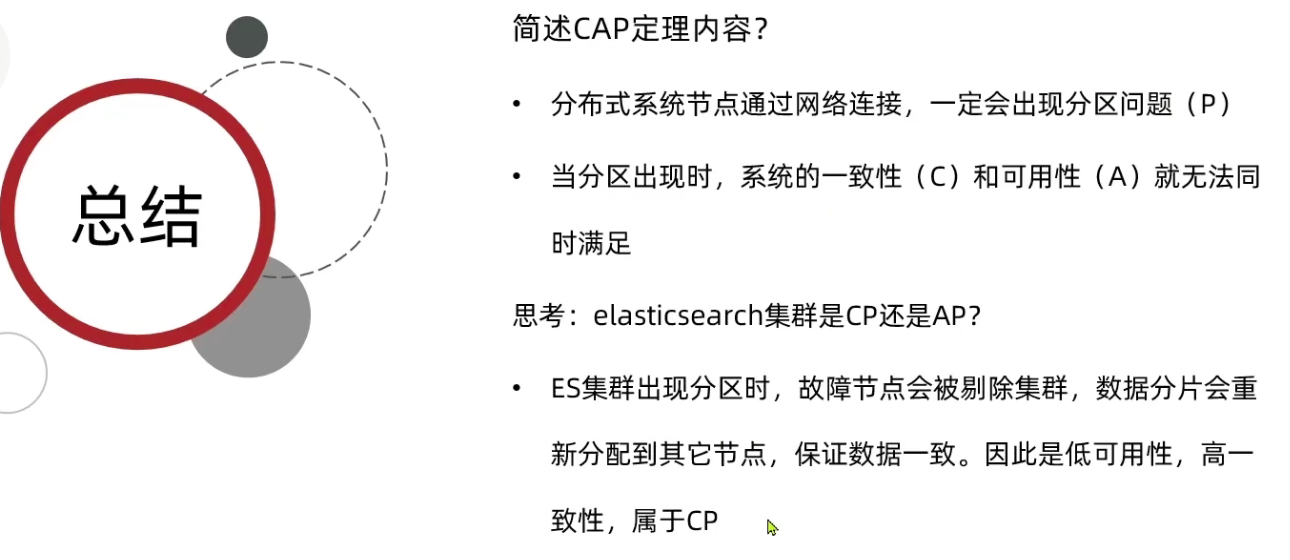 总结
简述CAP定理内容？
• 分布式系统节点通过网络连接，一定会出现分区问题（P）
• 当分区出现时，系统的一致性（C）和可用性（A）就无法同
时满足
思考：elasticsearch集群是CP还是AP？
• ES集群出现分区时，故障节点会被剔除集群，数据分片会重
新分配到其它节点，保证数据一致。因此是低可用性，高一
致性，属于CP